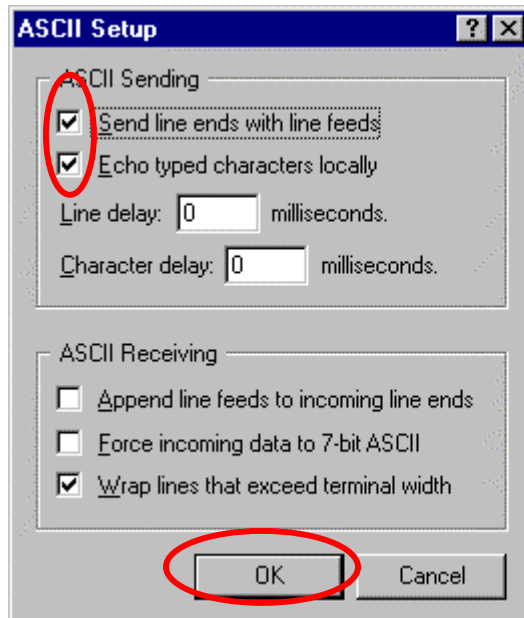 ASCII Setup
ASCII Sending
Send line ends with line feeds
Echo typed characters locally
Line delay: 0 milliseconds.
Character delay: 0 milliseconds.
ASCII Receiving
Append line feeds to incoming line ends
Force incoming data to 7-bit ASCII
Wrap lines that exceed terminal width
OK Cancel